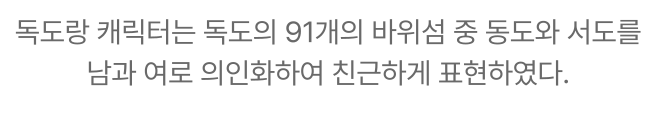 독도랑 캐릭터는 독도의 91개의 바위섬 중 동도와 서도를
남과 여로 의인화하여 친근하게 표현하였다.